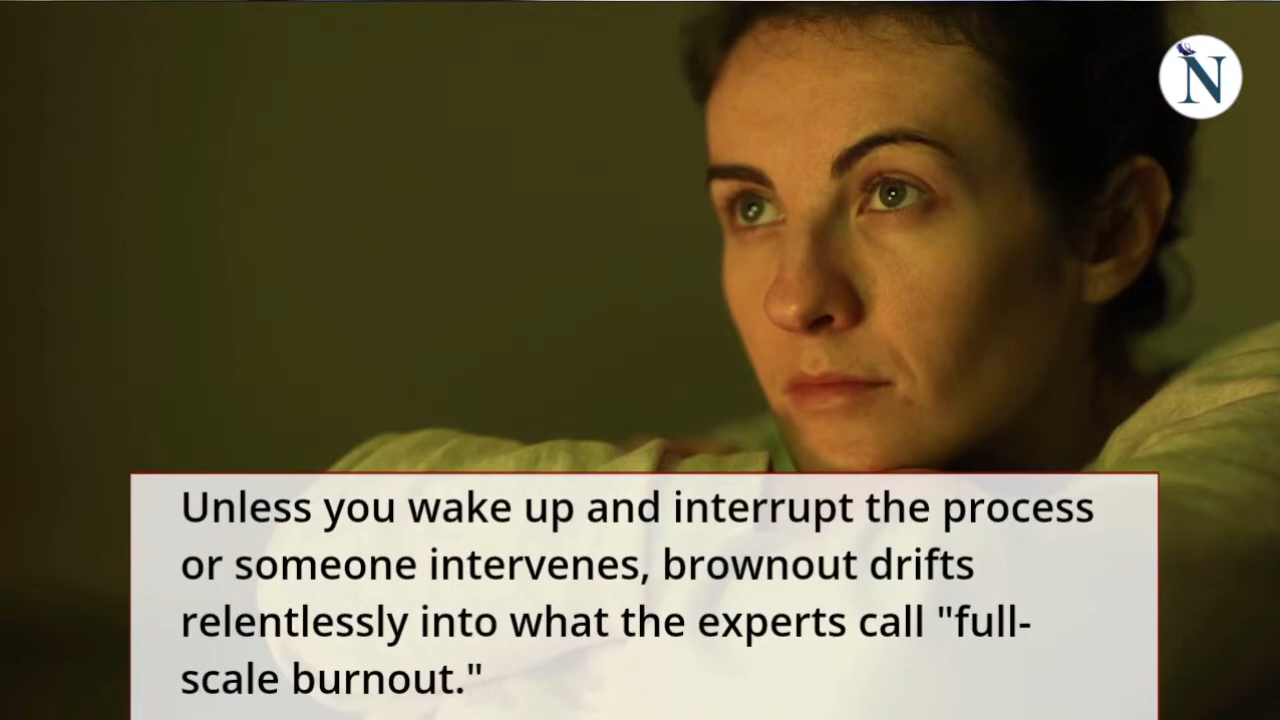 N
Unless you wake up and interrupt the process
or someone intervenes, brownout drifts
relentlessly into what the experts call "full-
scale burnout."